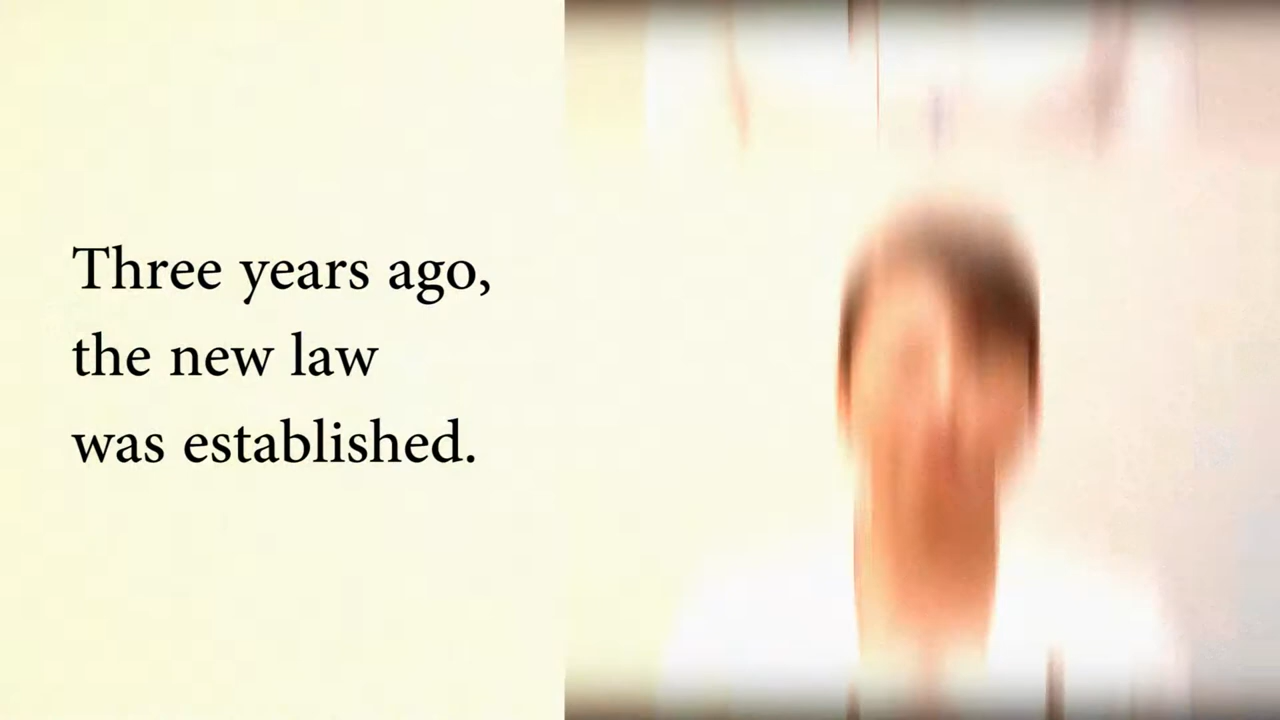 Three years ago,
the new law
was established.